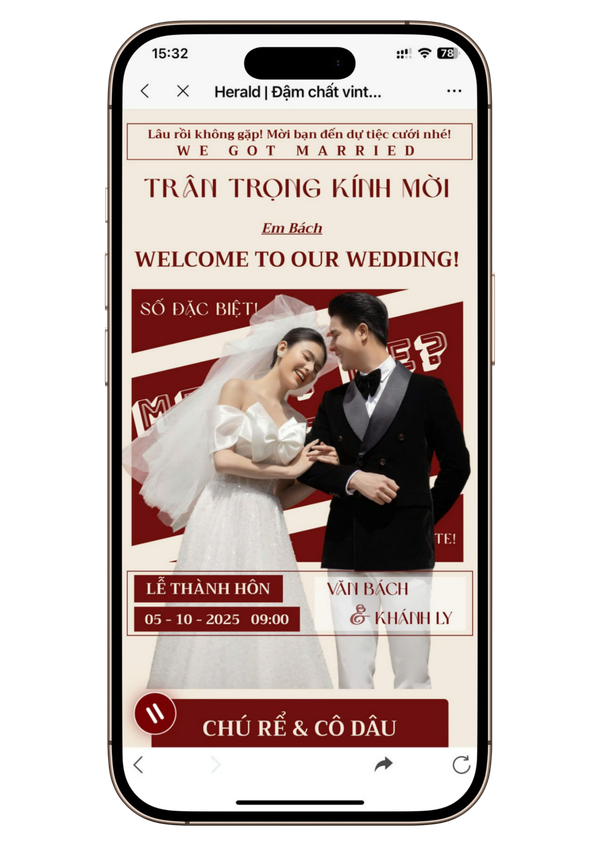 15:32
78
Herald | Đậm chất vint...
Lâu rồi không gặp! Mời bạn đến dự tiệc cưới nhé!
WE GOT MARRIED
TRÂN TRỌNG KÍNH MỜI
Em Bách
WELCOME TO OUR WEDDING!
SỐ ĐẶC BIỆT!
TE!
LỄ THÀNH HÔN
VĂN BÁCH
05 - 10 - 2025 09:00
& KHÁNH LY
CHÚ RỂ & CÔ DÂU